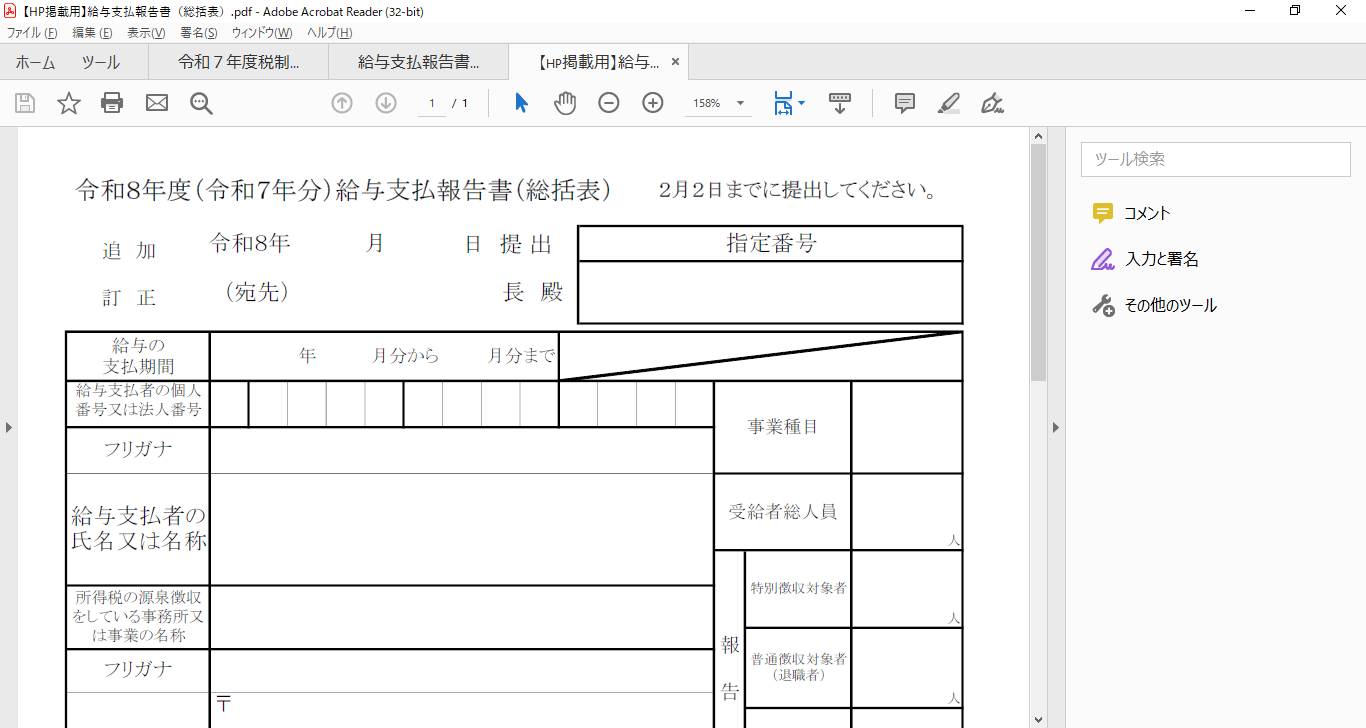 【HP掲載用】給与支払報告書（総括表）.pdf - Adobe Acrobat Reader (32-bit)
ファイル(F) 編集(E) 表示(V) 署名(S) ウィンドウ(W) ヘルプ(H)
ホーム ツール 令和７年度税制... 給与支払報告書... 【HP掲載用】給与... ×
1 / 1 158%
ツール検索
コメント
入力と署名
その他のツール
令和８年度（令和７年分）給与支払報告書（総括表） ２月２日までに提出してください。
追加 令和８年 月 日 提出 指定番号
訂正 （宛先） 長 殿
給与の
支払期間
年 月分から 月分まで
給与支払者の個人
番号又は法人番号
事業種目
フリガナ
給与支払者の
氏名又は名称
受給者総人員
人
所得税の源泉徴収
をしている事務所又
は事業の名称
報
告
特別徴収対象者
人
フリガナ
普通徴収対象者
（退職者）
人
〒